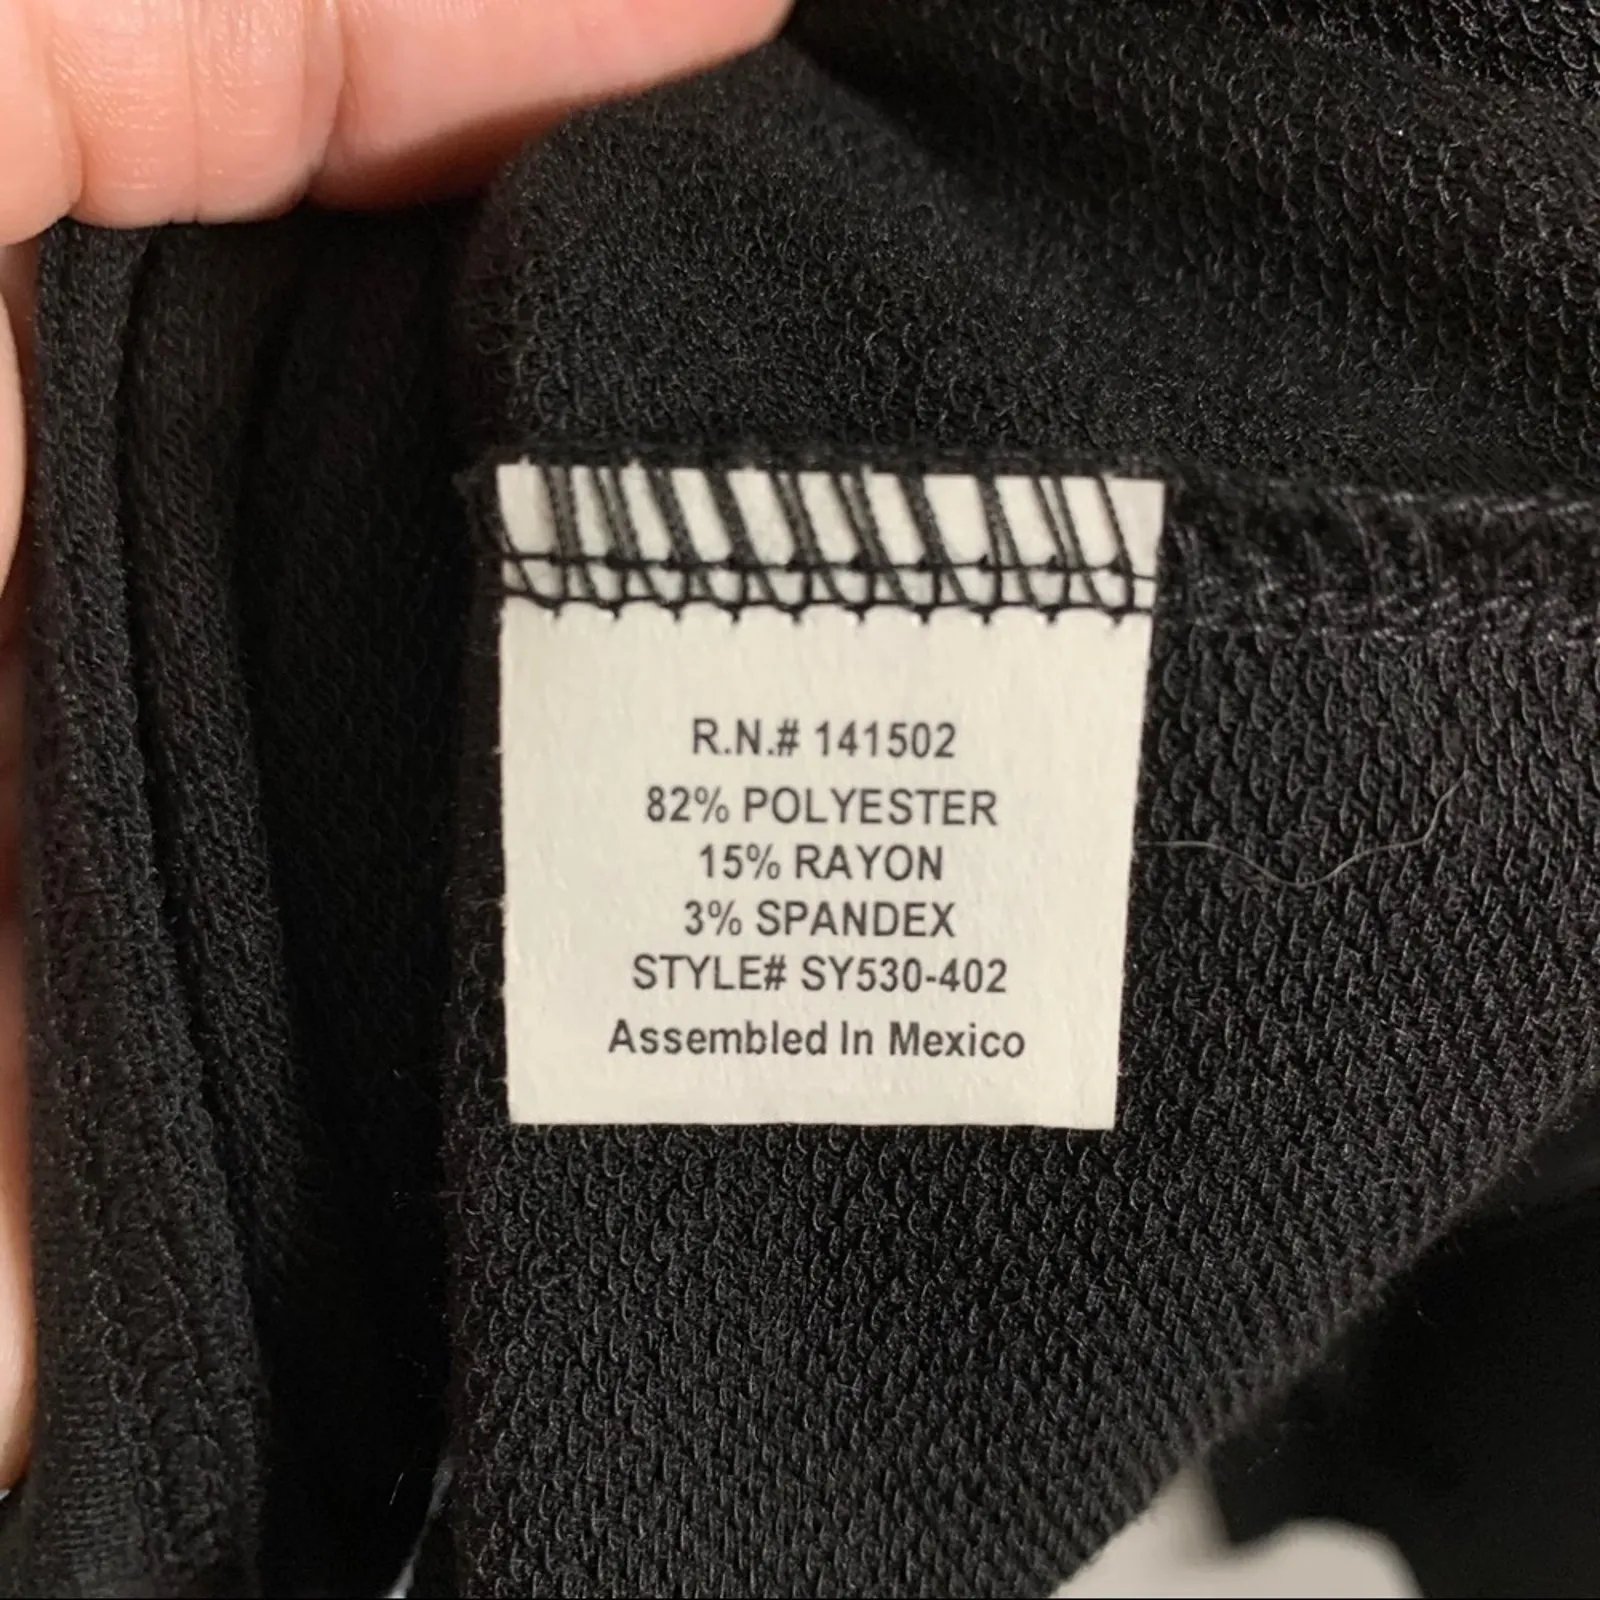 R.N.# 141502
82% POLYESTER
15% RAYON
3% SPANDEX
STYLE# SY530-402
Assembled In Mexico